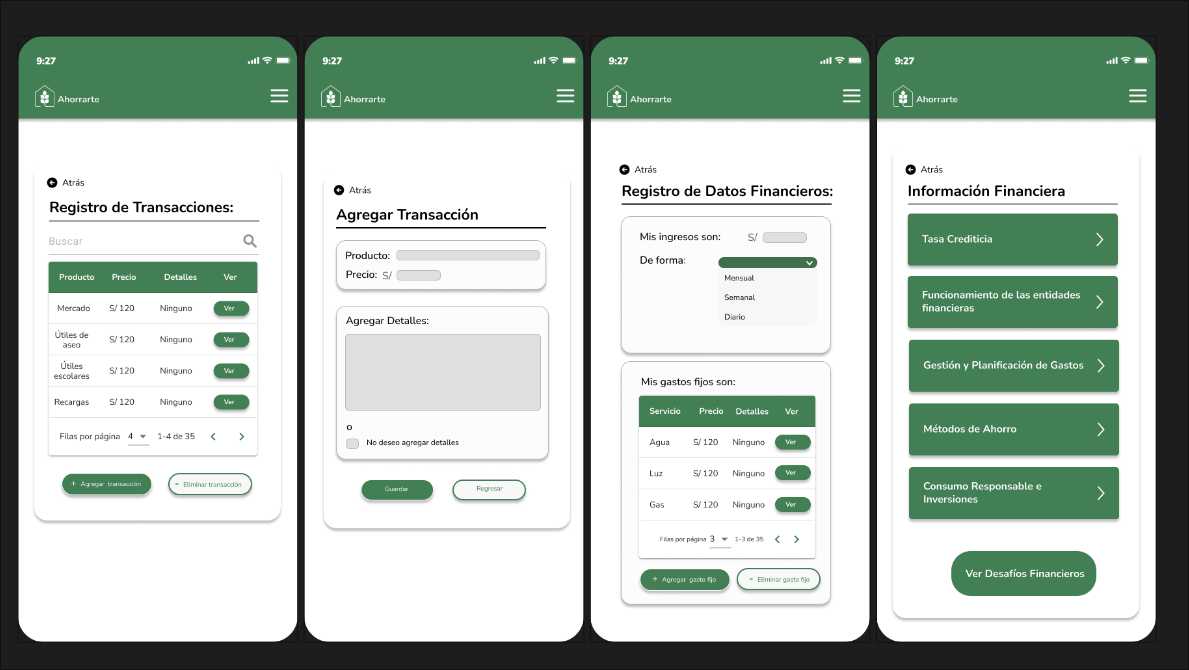 9:27
Ahorrarte
Atrás
Registro de Transacciones:
Buscar
Producto Precio Detalles Ver
Mercado S/ 120 Ninguno Ver
Útiles de
aseo S/ 120 Ninguno Ver
Útiles
escolares S/ 120 Ninguno Ver
Recargas S/ 120 Ninguno Ver
Filas por página 4 1-4 de 35
+ Agregar transacción - Eliminar transacción
9:27
Ahorrarte
Atrás
Agregar Transacción
Producto:
Precio: S/
Agregar Detalles:
o
No deseo agregar detalles
Guardar Regresar
9:27
Ahorrarte
Atrás
Registro de Datos Financieros:
Mis ingresos son: S/
De forma:
Mensual
Semanal
Diario
Mis gastos fijos son:
Servicio Precio Detalles Ver
Agua S/ 120 Ninguno Ver
Luz S/ 120 Ninguno Ver
Gas S/ 120 Ninguno Ver
Filas por página 3 1-3 de 35
+ Agregar gasto fijo - Eliminar gasto fijo
9:27
Ahorrarte
Atrás
Información Financiera
Tasa Crediticia
Funcionamiento de las entidades
financieras
Gestión y Planificación de Gastos
Métodos de Ahorro
Consumo Responsable e
Inversiones
Ver Desafíos Financieros